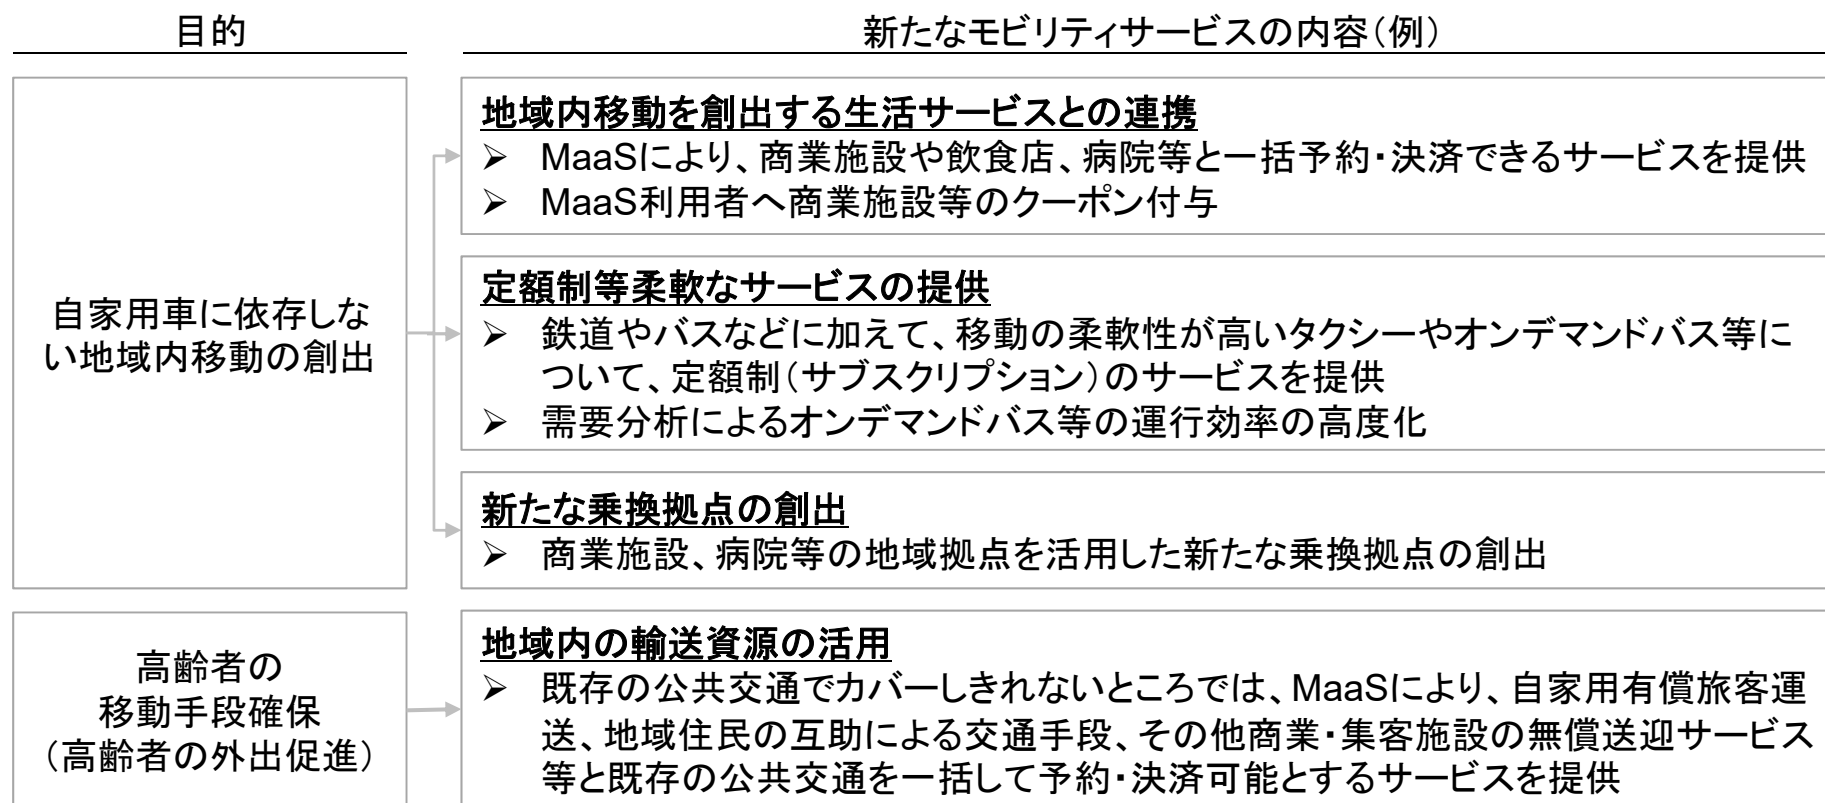 目的
新たなモビリティサービスの内容（例）
自家用車に依存しな
い地域内移動の創出
地域内移動を創出する生活サービスとの連携
➢ MaaSにより、商業施設や飲食店、病院等と一括予約・決済できるサービスを提供
➢ MaaS利用者へ商業施設等のクーポン付与
定額制等柔軟なサービスの提供
➢ 鉄道やバスなどに加えて、移動の柔軟性が高いタクシーやオンデマンドバス等に
ついて、定額制（サブスクリプション）のサービスを提供
➢ 需要分析によるオンデマンドバス等の運行効率の高度化
新たな乗換拠点の創出
➢ 商業施設、病院等の地域拠点を活用した新たな乗換拠点の創出
高齢者の
移動手段確保
（高齢者の外出促進）
地域内の輸送資源の活用
➢ 既存の公共交通でカバーしきれないところでは、MaaSにより、自家用有償旅客運
送、地域住民の互助による交通手段、その他商業・集客施設の無償送迎サービス
等と既存の公共交通を一括して予約・決済可能とするサービスを提供